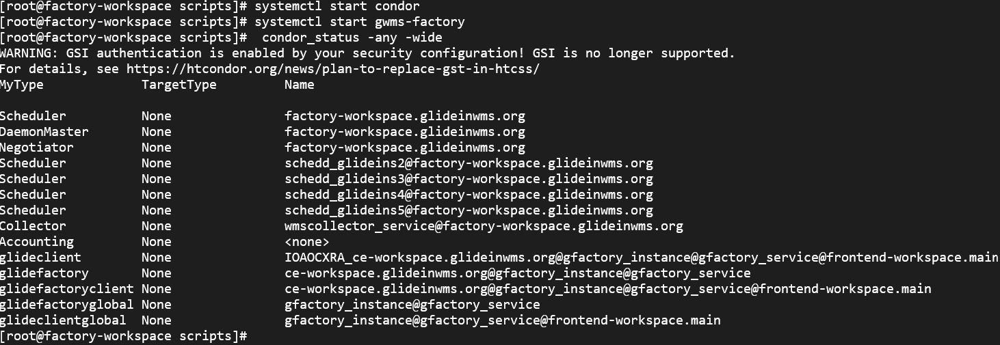 [root@factory-workspace scripts]# systemctl start condor
[root@factory-workspace scripts]# systemctl start gwms-factory
[root@factory-workspace scripts]#  condor_status -any -wide
WARNING: GSI authentication is enabled by your security configuration! GSI is no longer supported.
For details, see https://htcondor.org/news/plan-to-replace-gst-in-htcss/
MyType             TargetType         Name

Scheduler          None               factory-workspace.glideinwms.org
DaemonMaster       None               factory-workspace.glideinwms.org
Negotiator         None               factory-workspace.glideinwms.org
Scheduler          None               schedd_glideins2@factory-workspace.glideinwms.org
Scheduler          None               schedd_glideins3@factory-workspace.glideinwms.org
Scheduler          None               schedd_glideins4@factory-workspace.glideinwms.org
Scheduler          None               schedd_glideins5@factory-workspace.glideinwms.org
Collector          None               wmscollector_service@factory-workspace.glideinwms.org
Accounting         None               <none>
glideclient        None               IOAOCXRA_ce-workspace.glideinwms.org@gfactory_instance@gfactory_service@frontend-workspace.main
glidefactory       None               ce-workspace.glideinwms.org@gfactory_instance@gfactory_service
glidefactoryclient None               ce-workspace.glideinwms.org@gfactory_instance@gfactory_service@frontend-workspace.main
glidefactoryglobal None               gfactory_instance@gfactory_service
glideclientglobal  None               gfactory_instance@gfactory_service@frontend-workspace.main
[root@factory-workspace scripts]#